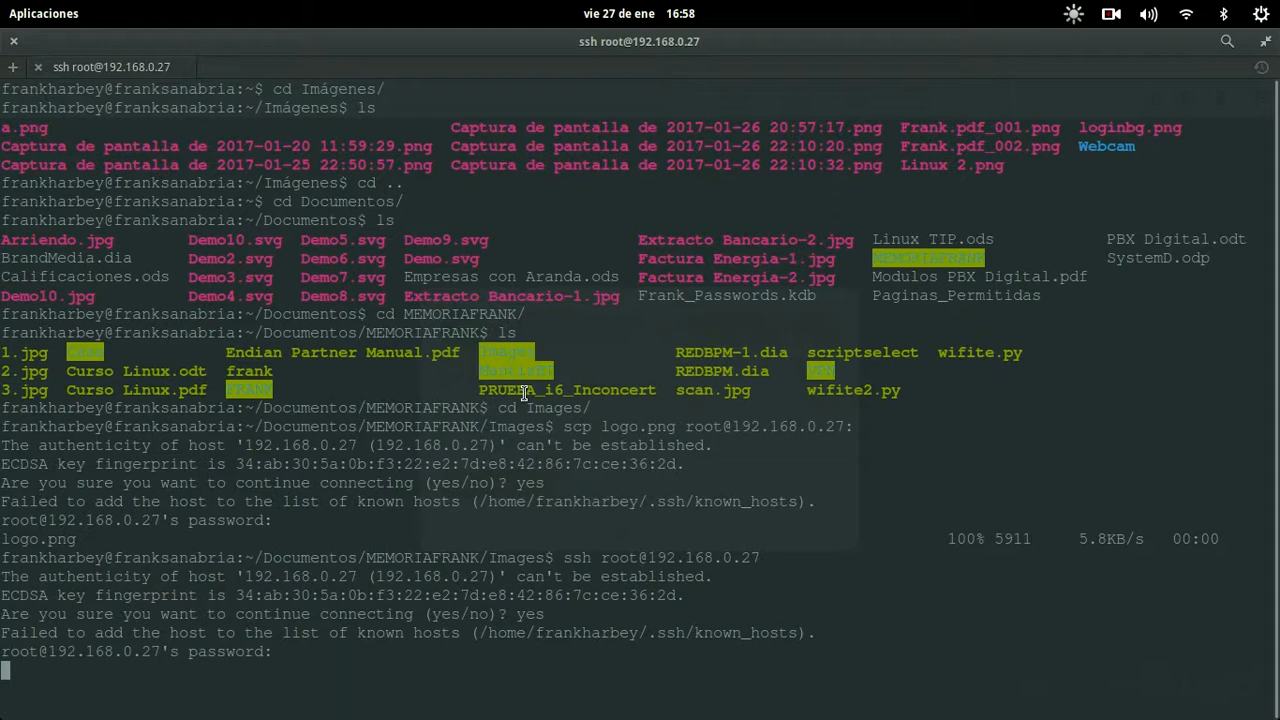 Aplicaciones vie 27 de ene 16:58
ssh root@192.168.0.27
ssh root@192.168.0.27
frankharbey@franksanabria:~$ cd Imágenes/
frankharbey@franksanabria:~/Imágenes$ ls
a.png Captura de pantalla de 2017-01-26 20:57:17.png Frank.pdf_001.png loginbg.png
Captura de pantalla de 2017-01-20 11:59:29.png Captura de pantalla de 2017-01-26 22:10:20.png Frank.pdf_002.png Webcam
Captura de pantalla de 2017-01-25 22:50:57.png Captura de pantalla de 2017-01-26 22:10:32.png Linux 2.png
frankharbey@franksanabria:~/Imágenes$ cd ..
frankharbey@franksanabria:~$ cd Documentos/
frankharbey@franksanabria:~/Documentos$ ls
Arriendo.jpg Demo10.svg Demo5.svg Demo9.svg Extracto Bancario-2.jpg Linux TIP.ods PBX Digital.odt
BrandMedia.dia Demo2.svg Demo6.svg Demo.svg Factura Energia-1.jpg MEMORIAFRANK SystemD.odp
Calificaciones.ods Demo3.svg Demo7.svg Empresas con Aranda.ods Factura Energia-2.jpg Modulos PBX Digital.pdf
Demo10.jpg Demo4.svg Demo8.svg Extracto Bancario-1.jpg Frank_Passwords.kdb Paginas_Permitidas
frankharbey@franksanabria:~/Documentos$ cd MEMORIAFRANK/
frankharbey@franksanabria:~/Documentos/MEMORIAFRANK$ ls
1.jpg Endian Partner Manual.pdf Images REDBPM-1.dia scriptselect wifite.py
2.jpg Curso Linux.odt frank REDBPM.dia VPN
3.jpg Curso Linux.pdf FRANK PRUEBA_i6_Inconcert scan.jpg wifite2.py
frankharbey@franksanabria:~/Documentos/MEMORIAFRANK$ cd Images/
frankharbey@franksanabria:~/Documentos/MEMORIAFRANK/Images$ scp logo.png root@192.168.0.27:
The authenticity of host '192.168.0.27 (192.168.0.27)' can't be established.
ECDSA key fingerprint is 34:ab:30:5a:0b:f3:22:e2:7d:e8:42:86:7c:ce:36:2d.
Are you sure you want to continue connecting (yes/no)? yes
Failed to add the host to the list of known hosts (/home/frankharbey/.ssh/known_hosts).
root@192.168.0.27's password:
logo.png 100% 5911 5.8KB/s 00:00
frankharbey@franksanabria:~/Documentos/MEMORIAFRANK/Images$ ssh root@192.168.0.27
The authenticity of host '192.168.0.27 (192.168.0.27)' can't be established.
ECDSA key fingerprint is 34:ab:30:5a:0b:f3:22:e2:7d:e8:42:86:7c:ce:36:2d.
Are you sure you want to continue connecting (yes/no)? yes
Failed to add the host to the list of known hosts (/home/frankharbey/.ssh/known_hosts).
root@192.168.0.27's password: